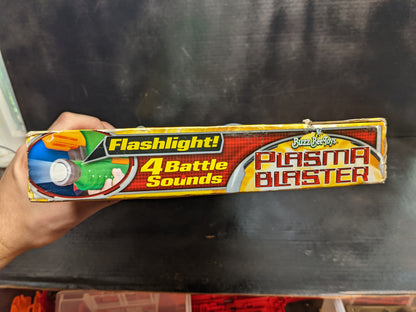 Flashlight!
4 Battle
Sounds
Buzz Bee Toys
PLASMA
BLASTER